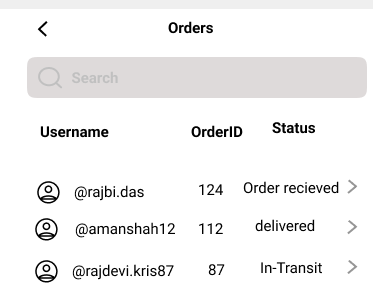 Orders
Search
Username OrderID Status
@rajbi.das 124 Order recieved
@amanshah12 112 delivered
@rajdevi.kris87 87 In-Transit